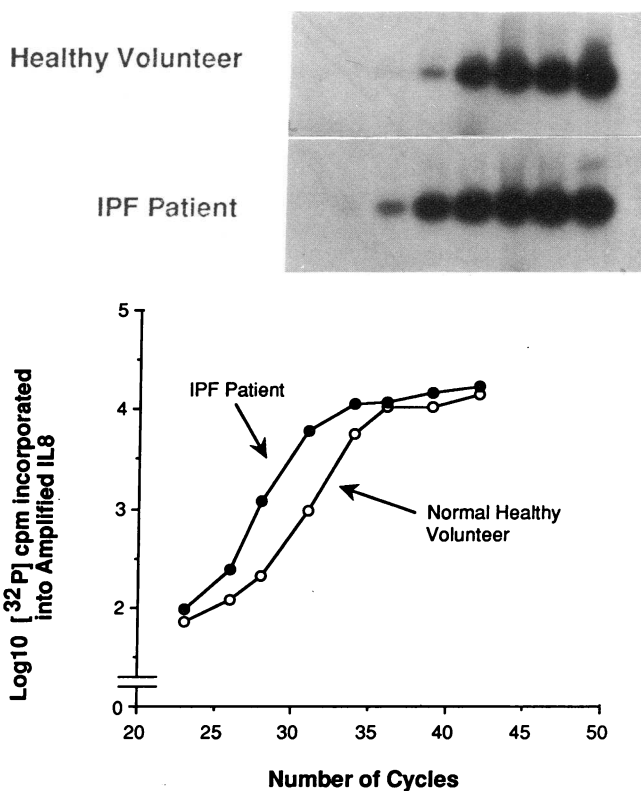 Healthy Volunteer
IPF Patient
5
4
3
2
0
Log10 [32P] cpm incorporated
into Amplified IL8
IPF Patient
Normal Healthy
Volunteer
20 25 30 35 40 45 50
Number of Cycles